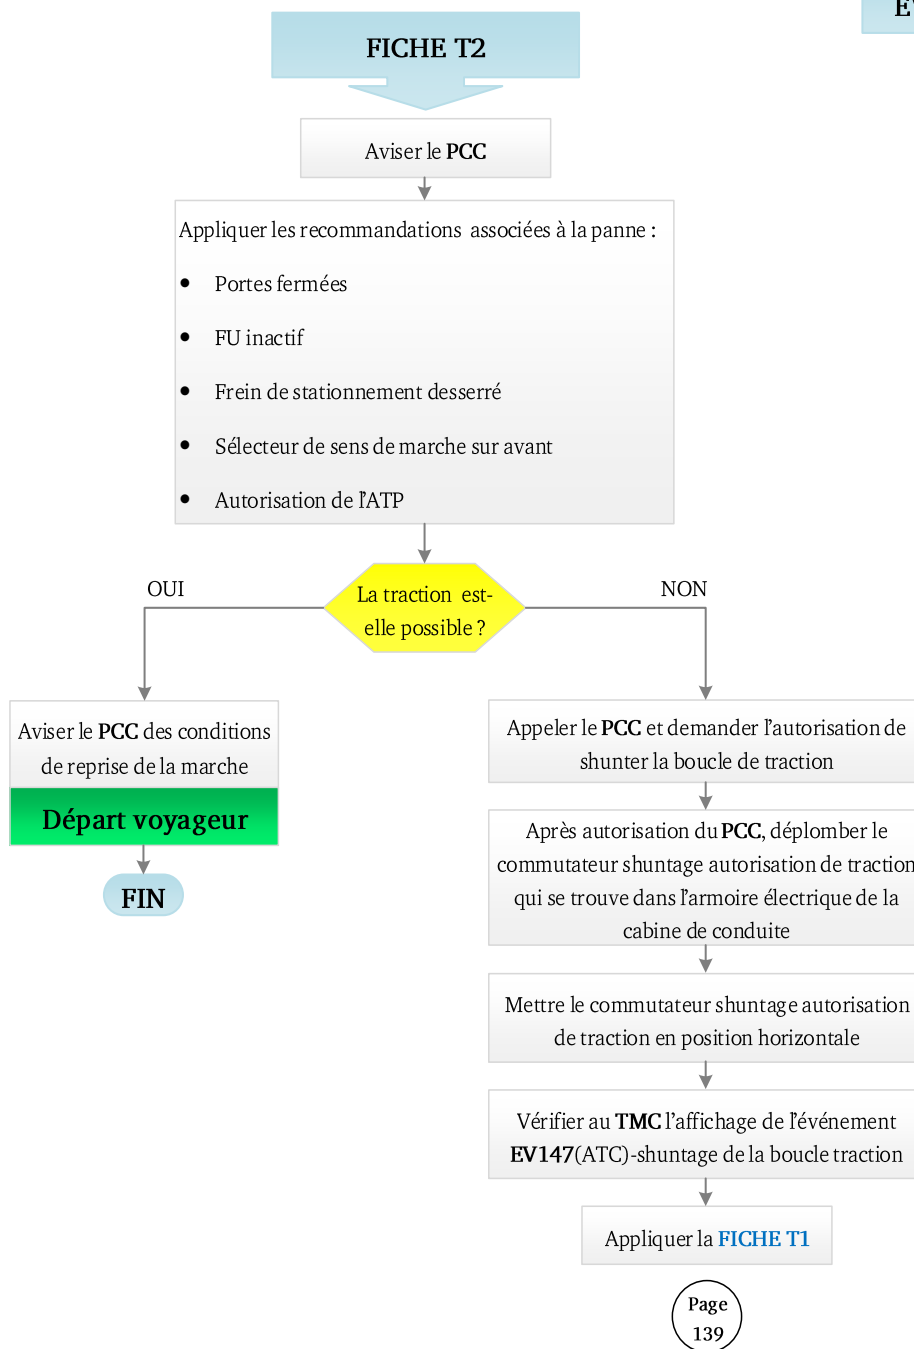 FICHE T2
Aviser le PCC
Appliquer les recommandations associées à la panne :
• Portes fermées
• FU inactif
• Frein de stationnement desserré
• Sélecteur de sens de marche sur avant
• Autorisation de l'ATP
La traction est-
elle possible ?
OUI
NON
Aviser le PCC des conditions
de reprise de la marche
Départ voyageur
FIN
Appeler le PCC et demander l'autorisation de
shunter la boucle de traction
Après autorisation du PCC, déplomber le
commutateur shuntage autorisation de traction
qui se trouve dans l'armoire électrique de la
cabine de conduite
Mettre le commutateur shuntage autorisation
de traction en position horizontale
Vérifier au TMC l'affichage de l'événement
EV147(ATC)-shuntage de la boucle traction
Appliquer la FICHE T1
Page
139